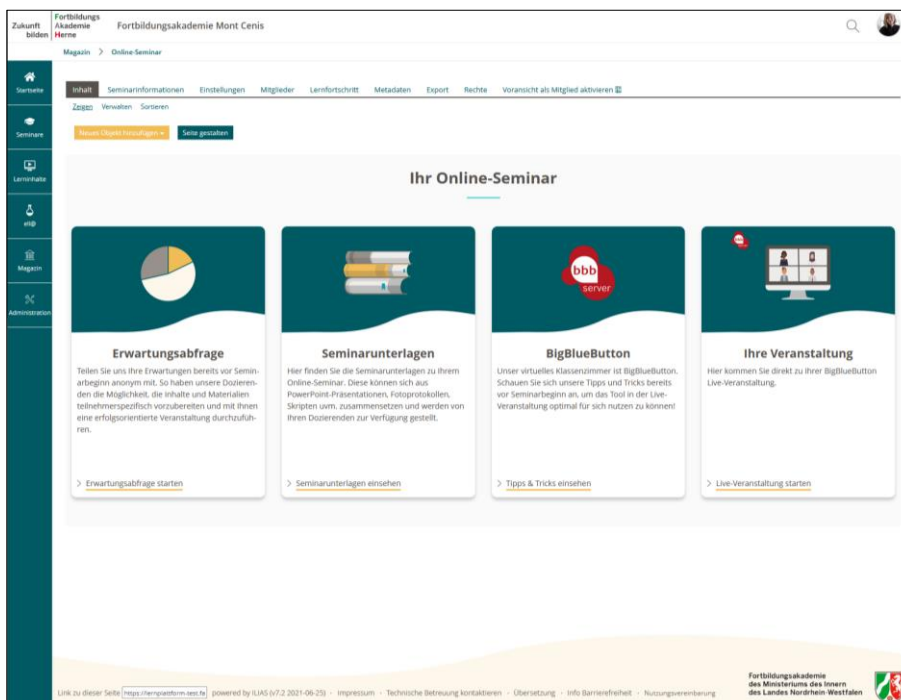 Zukunft
bilden
Fortbildungs
Akademie
Herne
Fortbildungsakademie Mont Cenis
Magazin > Online-Seminar
Startseite
Seminare
Lerninhalte
Magazin
Administration
Inhalt Seminarinformationen Einstellungen Mitglieder Lernfortschritt Metadaten Export Rechte Voransicht als Mitglied aktivieren
Zeigen Verwalten Sortieren
Neues Objekt hinzufügen Seite gestalten
Ihr Online-Seminar
Erwartungsabfrage
Teilen Sie uns Ihre Erwartungen bereits vor Semin-
arbeginn anonym mit. So haben unsere Dozieren-
den die Möglichkeit, die inhalte und Materialien
teilnehmerspezifisch vorzubereiten und mit Ihnen
eine erfolgsorientierte Veranstaltung durchzufüh-
ren.
> Erwartungsabfrage starten
Seminarunterlagen
Hier finden Sie die Seminarunterlagen zu Ihrem
Online-Seminar. Diese können sich aus
PowerPoint-Präsentationen, Fotoprotokollen,
Skripten uvm. zusammensetzen und werden von
Ihren Dozierenden zur Verfügung gestellt.
> Seminarunterlagen einsehen
bbb
server
BigBlueButton
Unser virtuelles Klassenzimmer ist BigBlueButton.
Schauen Sie sich unsere Tipps und Tricks bereits
vor Seminarbeginn an, um das Tool in der Live-
Veranstaltung optimal für sich nutzen zu können!
> Tipps & Tricks einsehen
Ihre Veranstaltung
Hier kommen Sie direkt zu Ihrer BigBlueButton
Live-Veranstaltung.
> Live-Veranstaltung starten
Link zu dieser Seite https://lernplattform-test.fa powered by ILIAS (v7.2 2021-06-25) · Impressum · Technische Betreuung kontaktieren · Übersetzung · Info Barrierefreiheit · Nutzungsvereinbarung
Fortbildungsakademie
des Ministeriums des Innern
des Landes Nordrhein-Westfalen